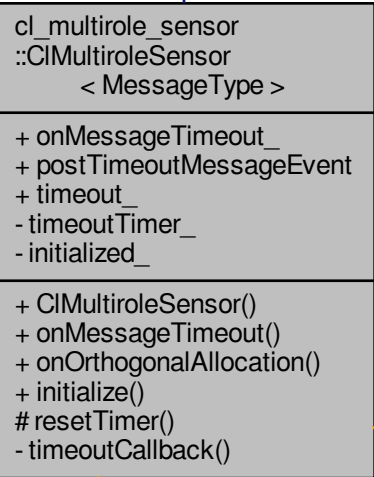 cl_multirole_sensor
::ClMultiroleSensor
< MessageType >
+ onMessageTimeout_
+ postTimeoutMessageEvent
+ timeout_
- timeoutTimer_
- initialized_
+ ClMultiroleSensor()
+ onMessageTimeout()
+ onOrthogonalAllocation()
+ initialize()
# resetTimer()
- timeoutCallback()